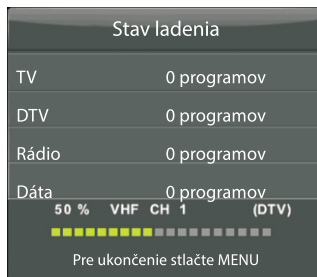 Stav ladenia
TV 0 programov
DTV 0 programov
Rádio 0 programov
Dáta 0 programov
50 % VHF CH 1 (DTV)
Pre ukončenie stlačte MENU